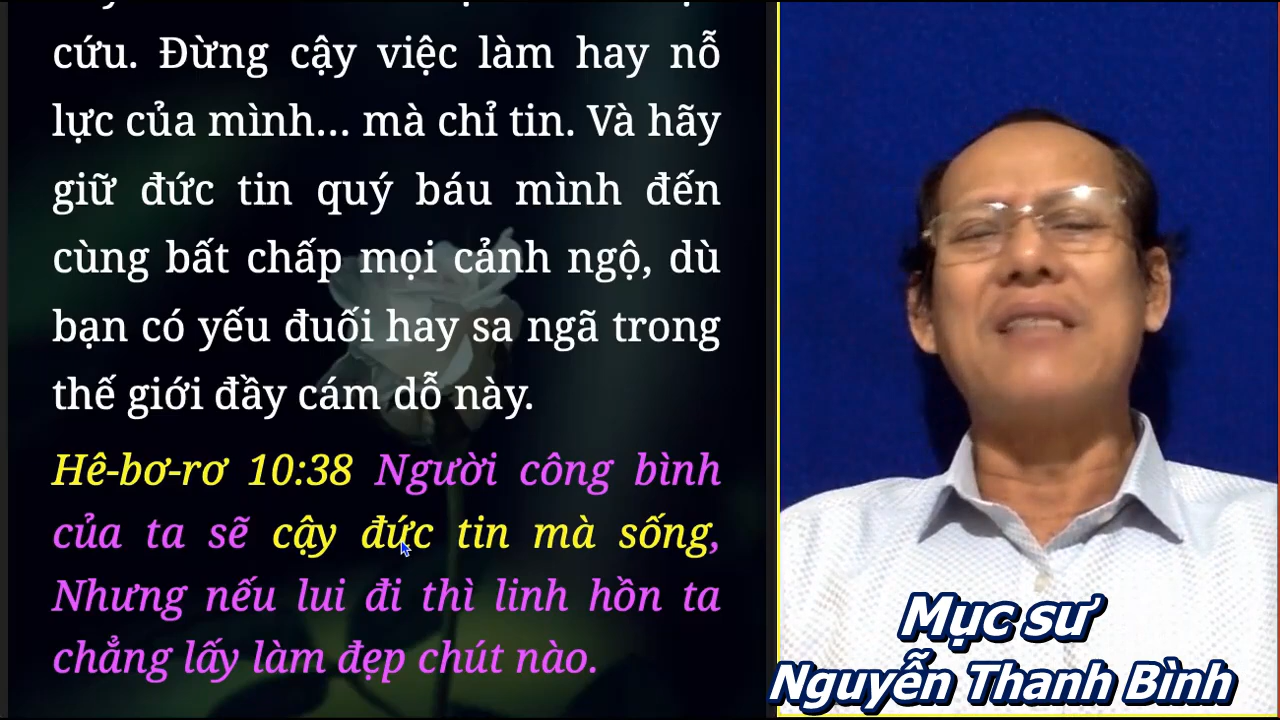 cứu. Đừng cậy việc làm hay nỗ
lực của mình... mà chỉ tin. Và hãy
giữ đức tin quý báu mình đến
cùng bất chấp mọi cảnh ngộ, dù
bạn có yếu đuối hay sa ngã trong
thế giới đầy cám dỗ này.
Hê-bơ-rơ 10:38 Người công bình
của ta sẽ cậy đức tin mà sống,
Nhưng nếu lui đi thì linh hồn ta
chẳng lấy làm đẹp chút nào.
Mục sư
Nguyễn Thanh Bình